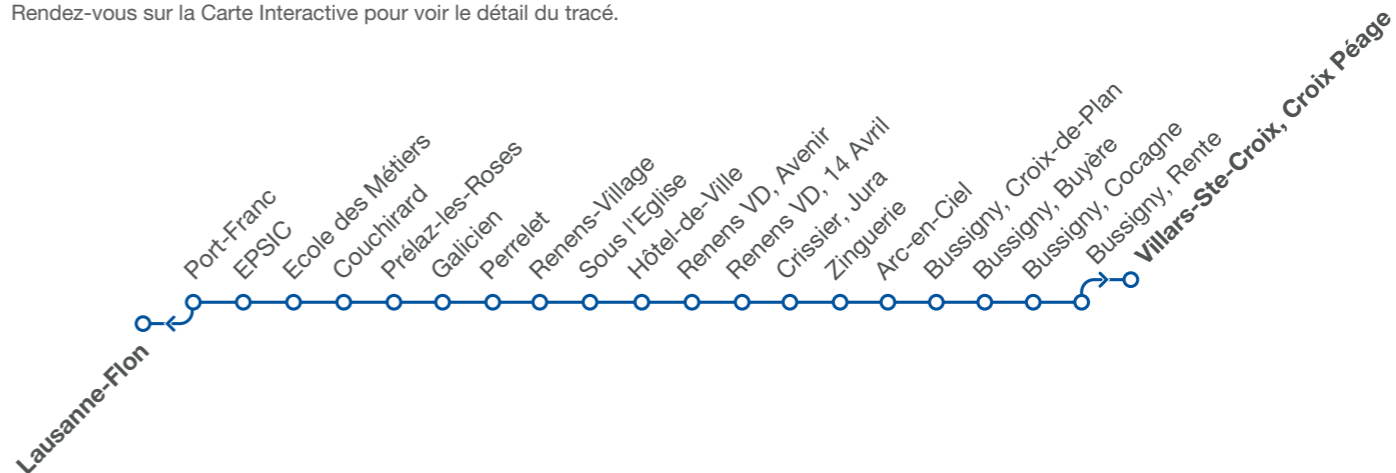 Rendez-vous sur la Carte Interactive pour voir le détail du tracé.
Lausanne-Flon
Port-Franc
EPSIC
Ecole des Métiers
Couchirard
Prélaz-les-Roses
Galicien
Perrelet
Renens-Village
Sous l'Eglise
Hôtel-de-Ville
Renens VD, Avenir
Renens VD, 14 Avril
Crissier, Jura
Zinguerie
Arc-en-Ciel
Bussigny, Croix-de-Plan
Bussigny, Buyère
Bussigny, Cocagne
Bussigny, Rente
Villars-Ste-Croix, Croix Péage